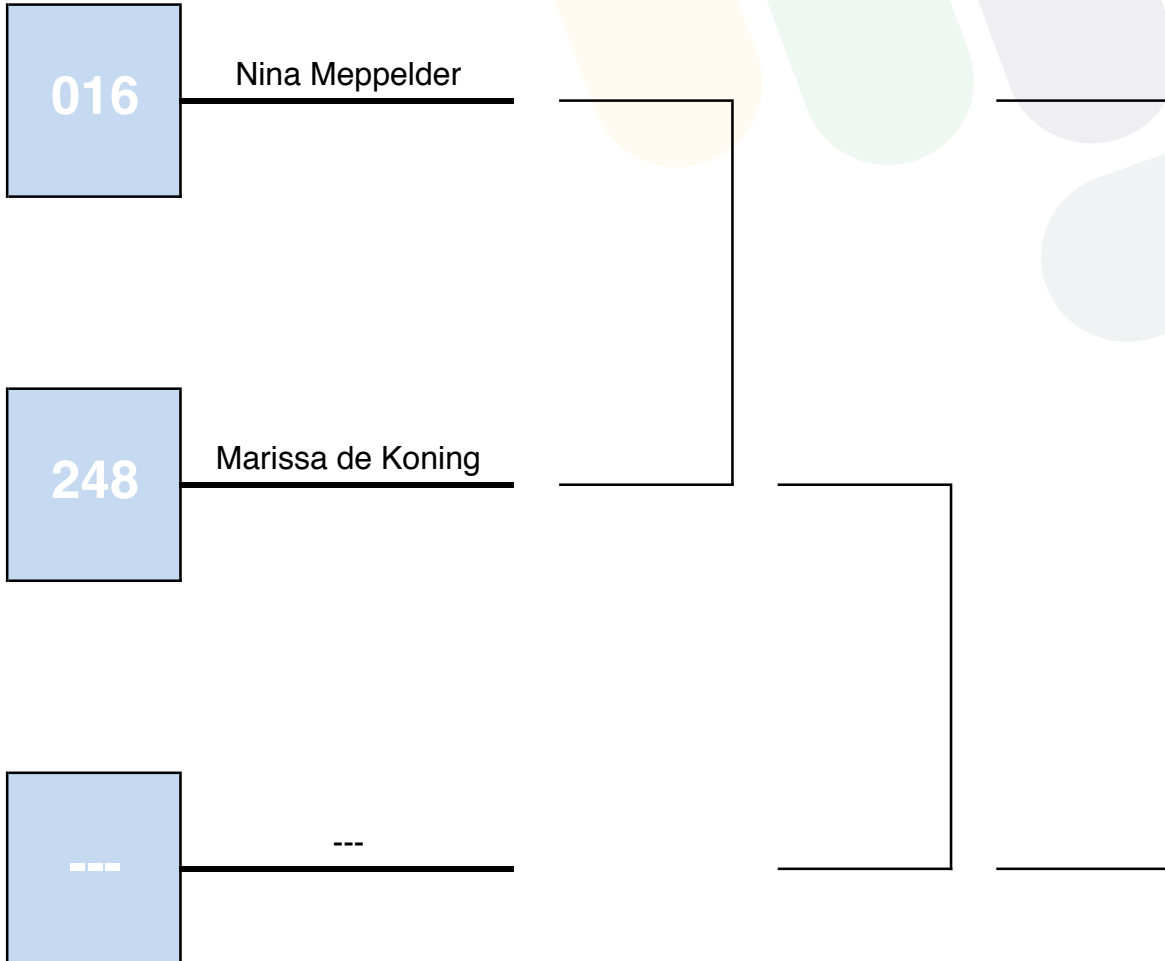 016
Nina Meppelder
248
Marissa de Koning
---
---